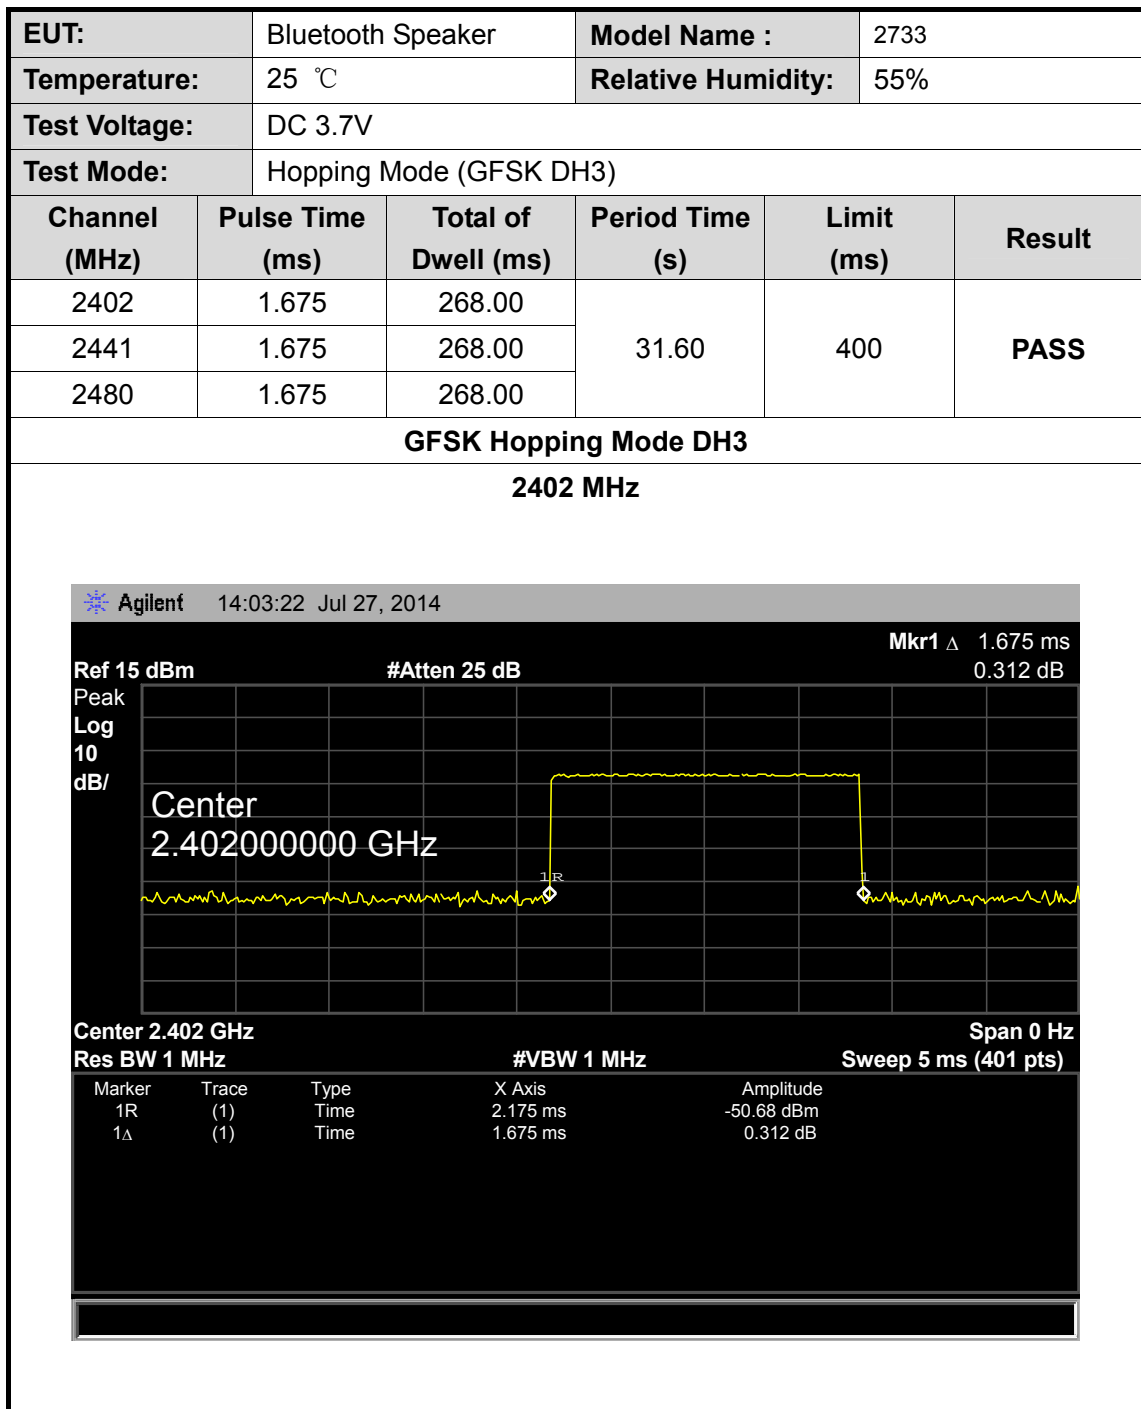 EUT: Bluetooth Speaker Model Name : 2733
Temperature: 25 ℃ Relative Humidity: 55%
Test Voltage: DC 3.7V
Test Mode: Hopping Mode (GFSK DH3)
Channel (MHz) Pulse Time (ms) Total of Dwell (ms) Period Time (s) Limit (ms) Result
2402 1.675 268.00
2441 1.675 268.00 31.60 400 PASS
2480 1.675 268.00
GFSK Hopping Mode DH3
2402 MHz
Agilent 14:03:22 Jul 27, 2014
Mkr1 Δ 1.675 ms
Ref 15 dBm #Atten 25 dB 0.312 dB
Peak
Log
10
dB/
Center
2.402000000 GHz
1R 1
Center 2.402 GHz Span 0 Hz
Res BW 1 MHz #VBW 1 MHz Sweep 5 ms (401 pts)
Marker Trace Type X Axis Amplitude
1R (1) Time 2.175 ms -50.68 dBm
1Δ (1) Time 1.675 ms 0.312 dB